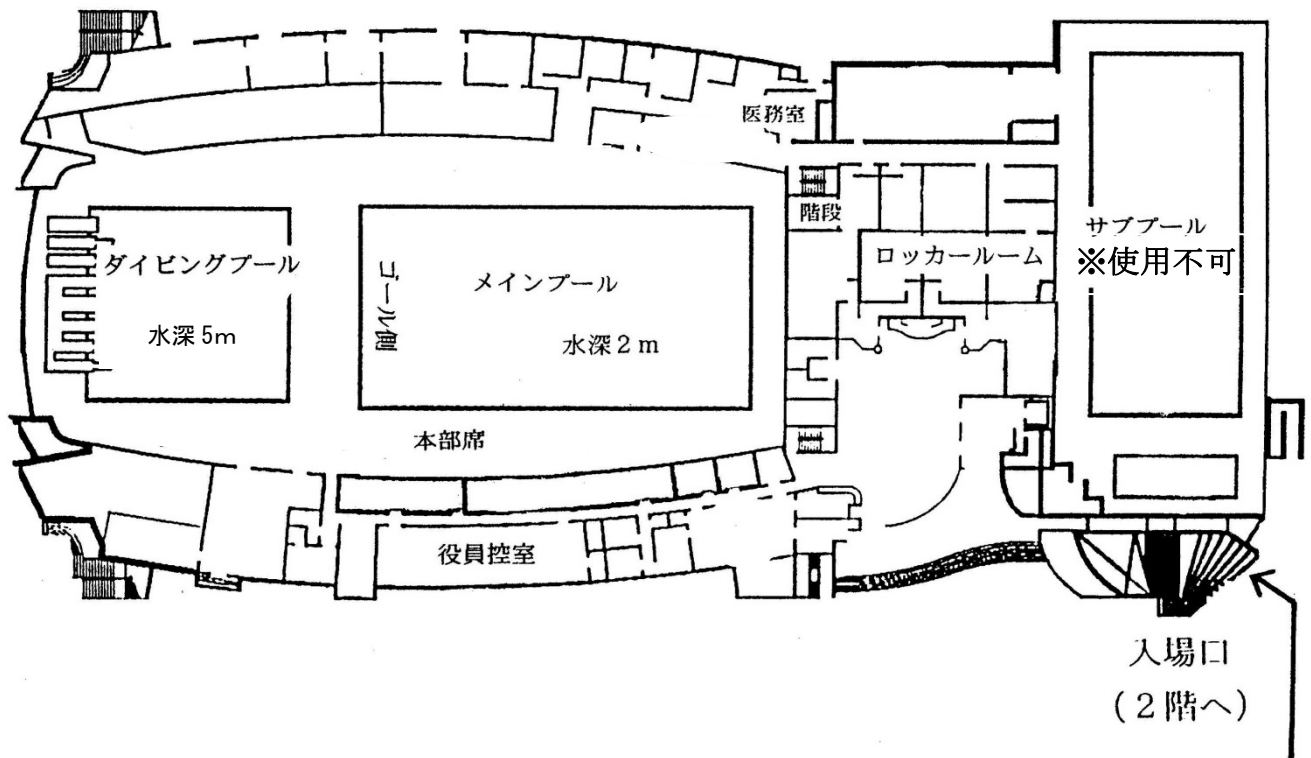 医務室
階段
サブプール
※使用不可
ロッカールーム
ダイビングプール
水深5m
ゴール側
メインプール
水深2m
本部席
役員控室
入場口
(2階へ)